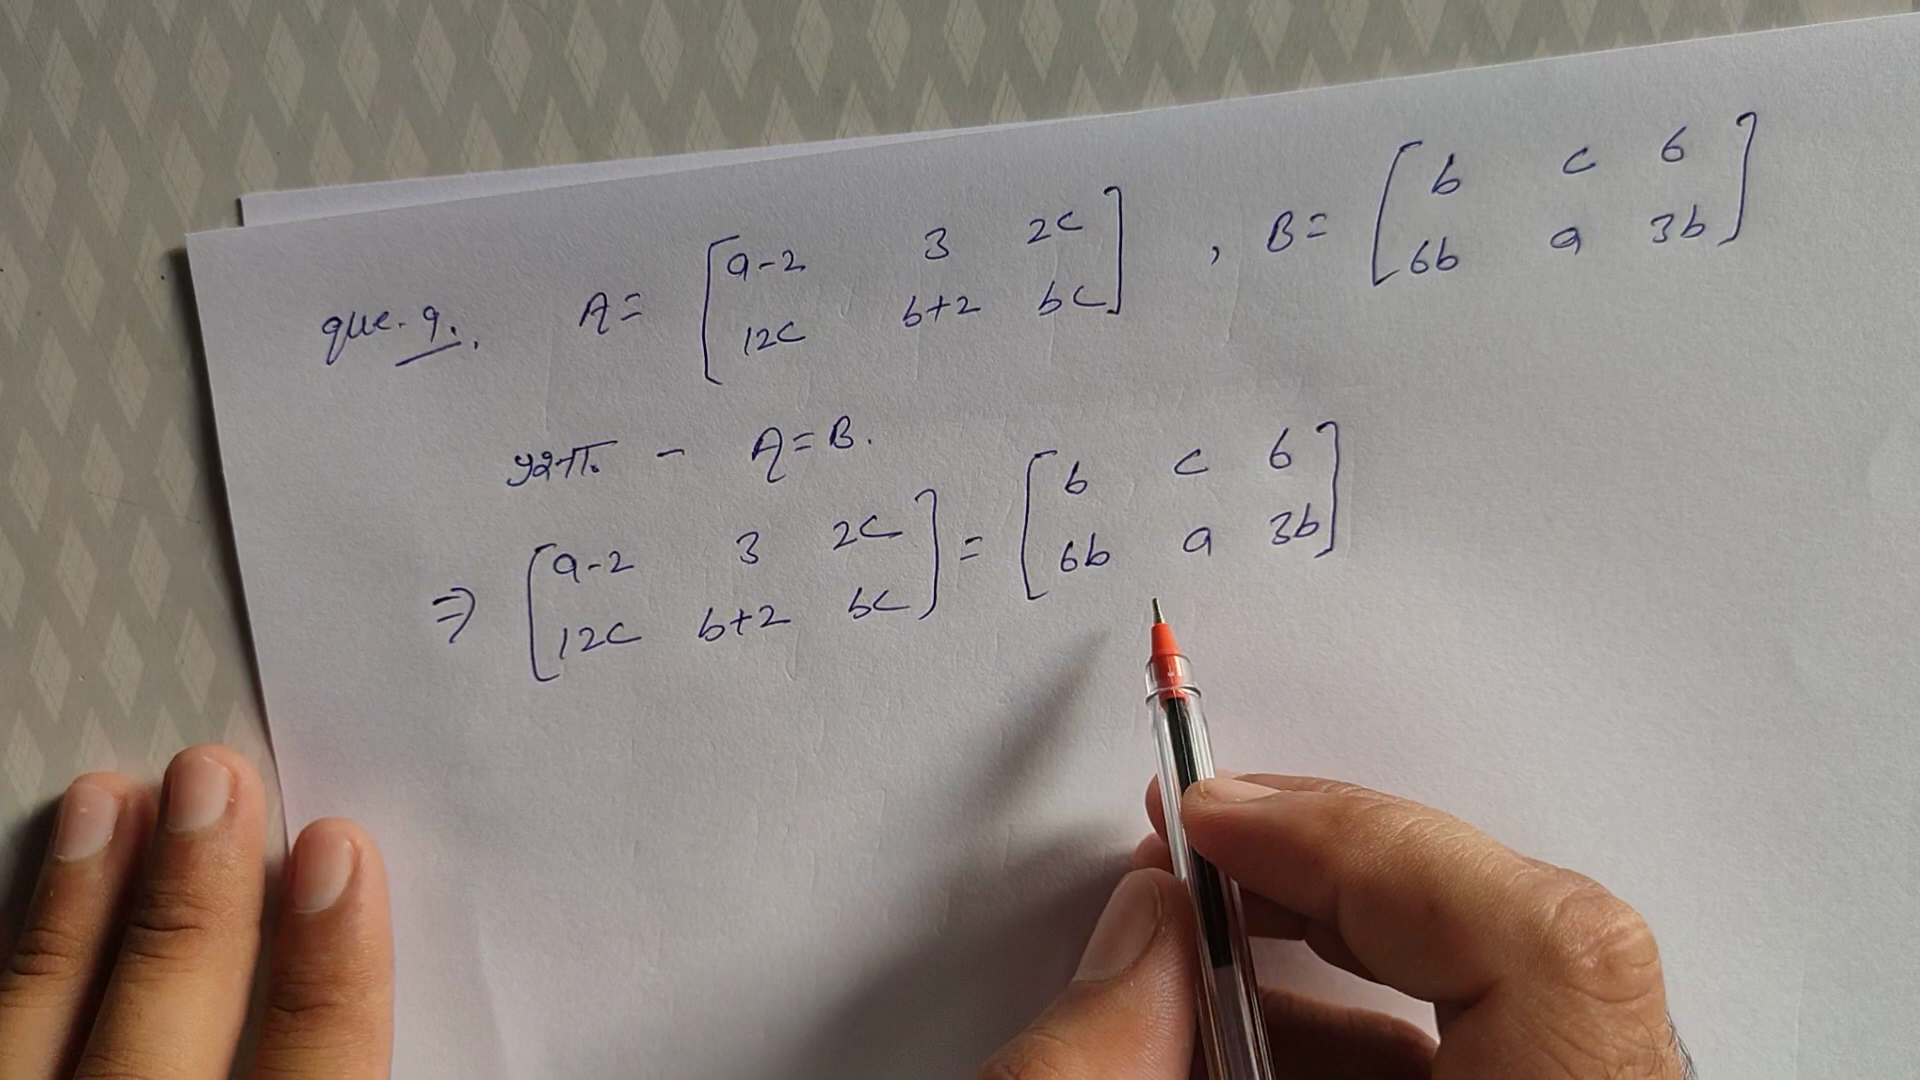 que. 9. A = [ a-2 3 2c ] , B = [ b c 6 ]
[ 12c b+2 bc ] [ 6b a 3b ]
- A = B.
⇒ [ a-2 3 2c ] = [ b c 6 ]
[ 12c b+2 bc ] [ 6b a 3b ]